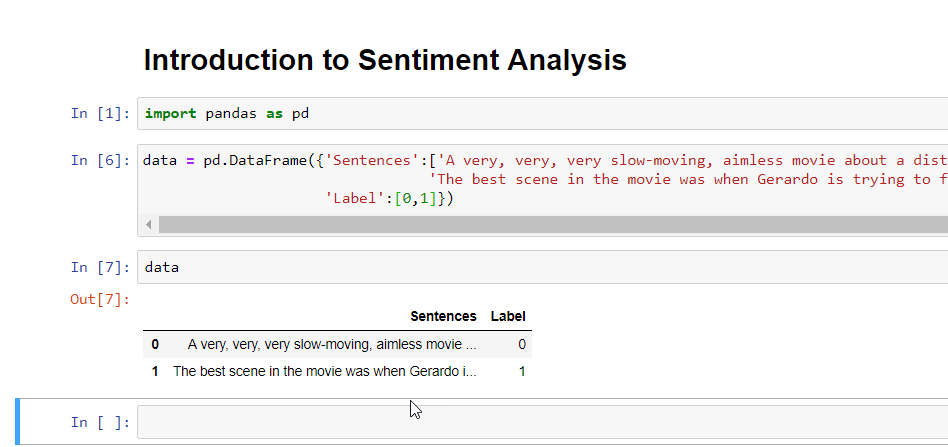 Introduction to Sentiment Analysis
In [1]: import pandas as pd
In [6]: data = pd.DataFrame({'Sentences':['A very, very, very slow-moving, aimless movie about a
'The best scene in the movie was when Gerardo is trying to
'Label':[0,1]})
In [7]: data
Out[7]:
Sentences Label
0 A very, very, very slow-moving, aimless movie ... 0
1 The best scene in the movie was when Gerardo i... 1
In [ ]: